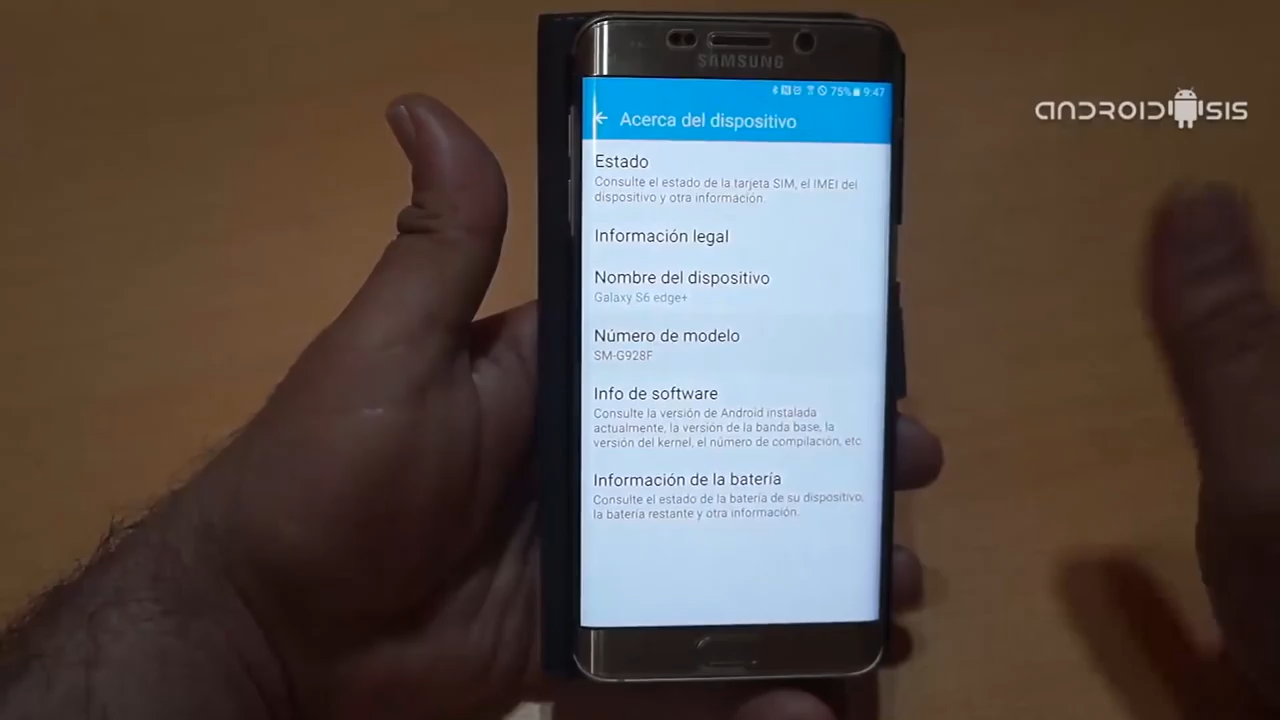 SAMSUNG
75% 9:47
Acerca del dispositivo
ANDROIDSIS
Estado
Consulte el estado de la tarjeta SIM, el IMEI del
dispositivo y otra información.
Información legal
Nombre del dispositivo
Galaxy S6 edge+
Número de modelo
SM-G928F
Info de software
Consulte la versión de Android instalada
actualmente, la versión de la banda base, la
versión del kernel, el número de compilación, etc.
Información de la batería
Consulte el estado de la batería de su dispositivo,
la batería restante y otra información.